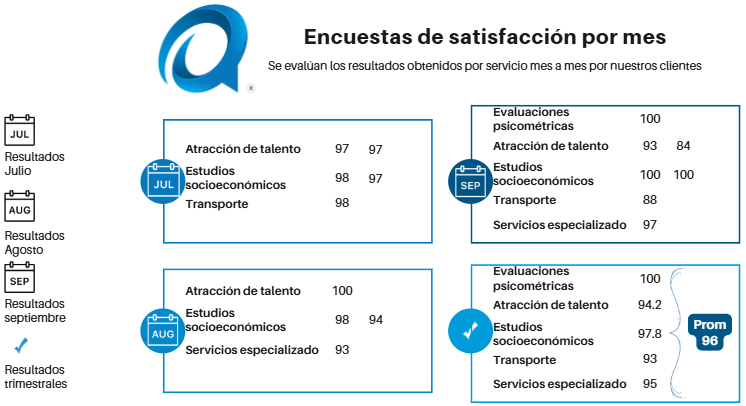 Encuestas de satisfacción por mes
Se evalúan los resultados obtenidos por servicio mes a mes por nuestros clientes
®
JUL
Resultados
Julio
AUG
Resultados
Agosto
SEP
Resultados
septiembre
Resultados
trimestrales
JUL
Atracción de talento 97 97
Estudios
socioeconómicos 98 97
Transporte 98
SEP
Evaluaciones
psicométricas 100
Atracción de talento 93 84
Estudios
socioeconómicos 100 100
Transporte 88
Servicios especializado 97
AUG
Atracción de talento 100
Estudios
socioeconómicos 98 94
Servicios especializado 93
Evaluaciones
psicométricas 100
Atracción de talento 94.2
Estudios
socioeconómicos 97.8
Transporte 93
Servicios especializado 95
Prom
96